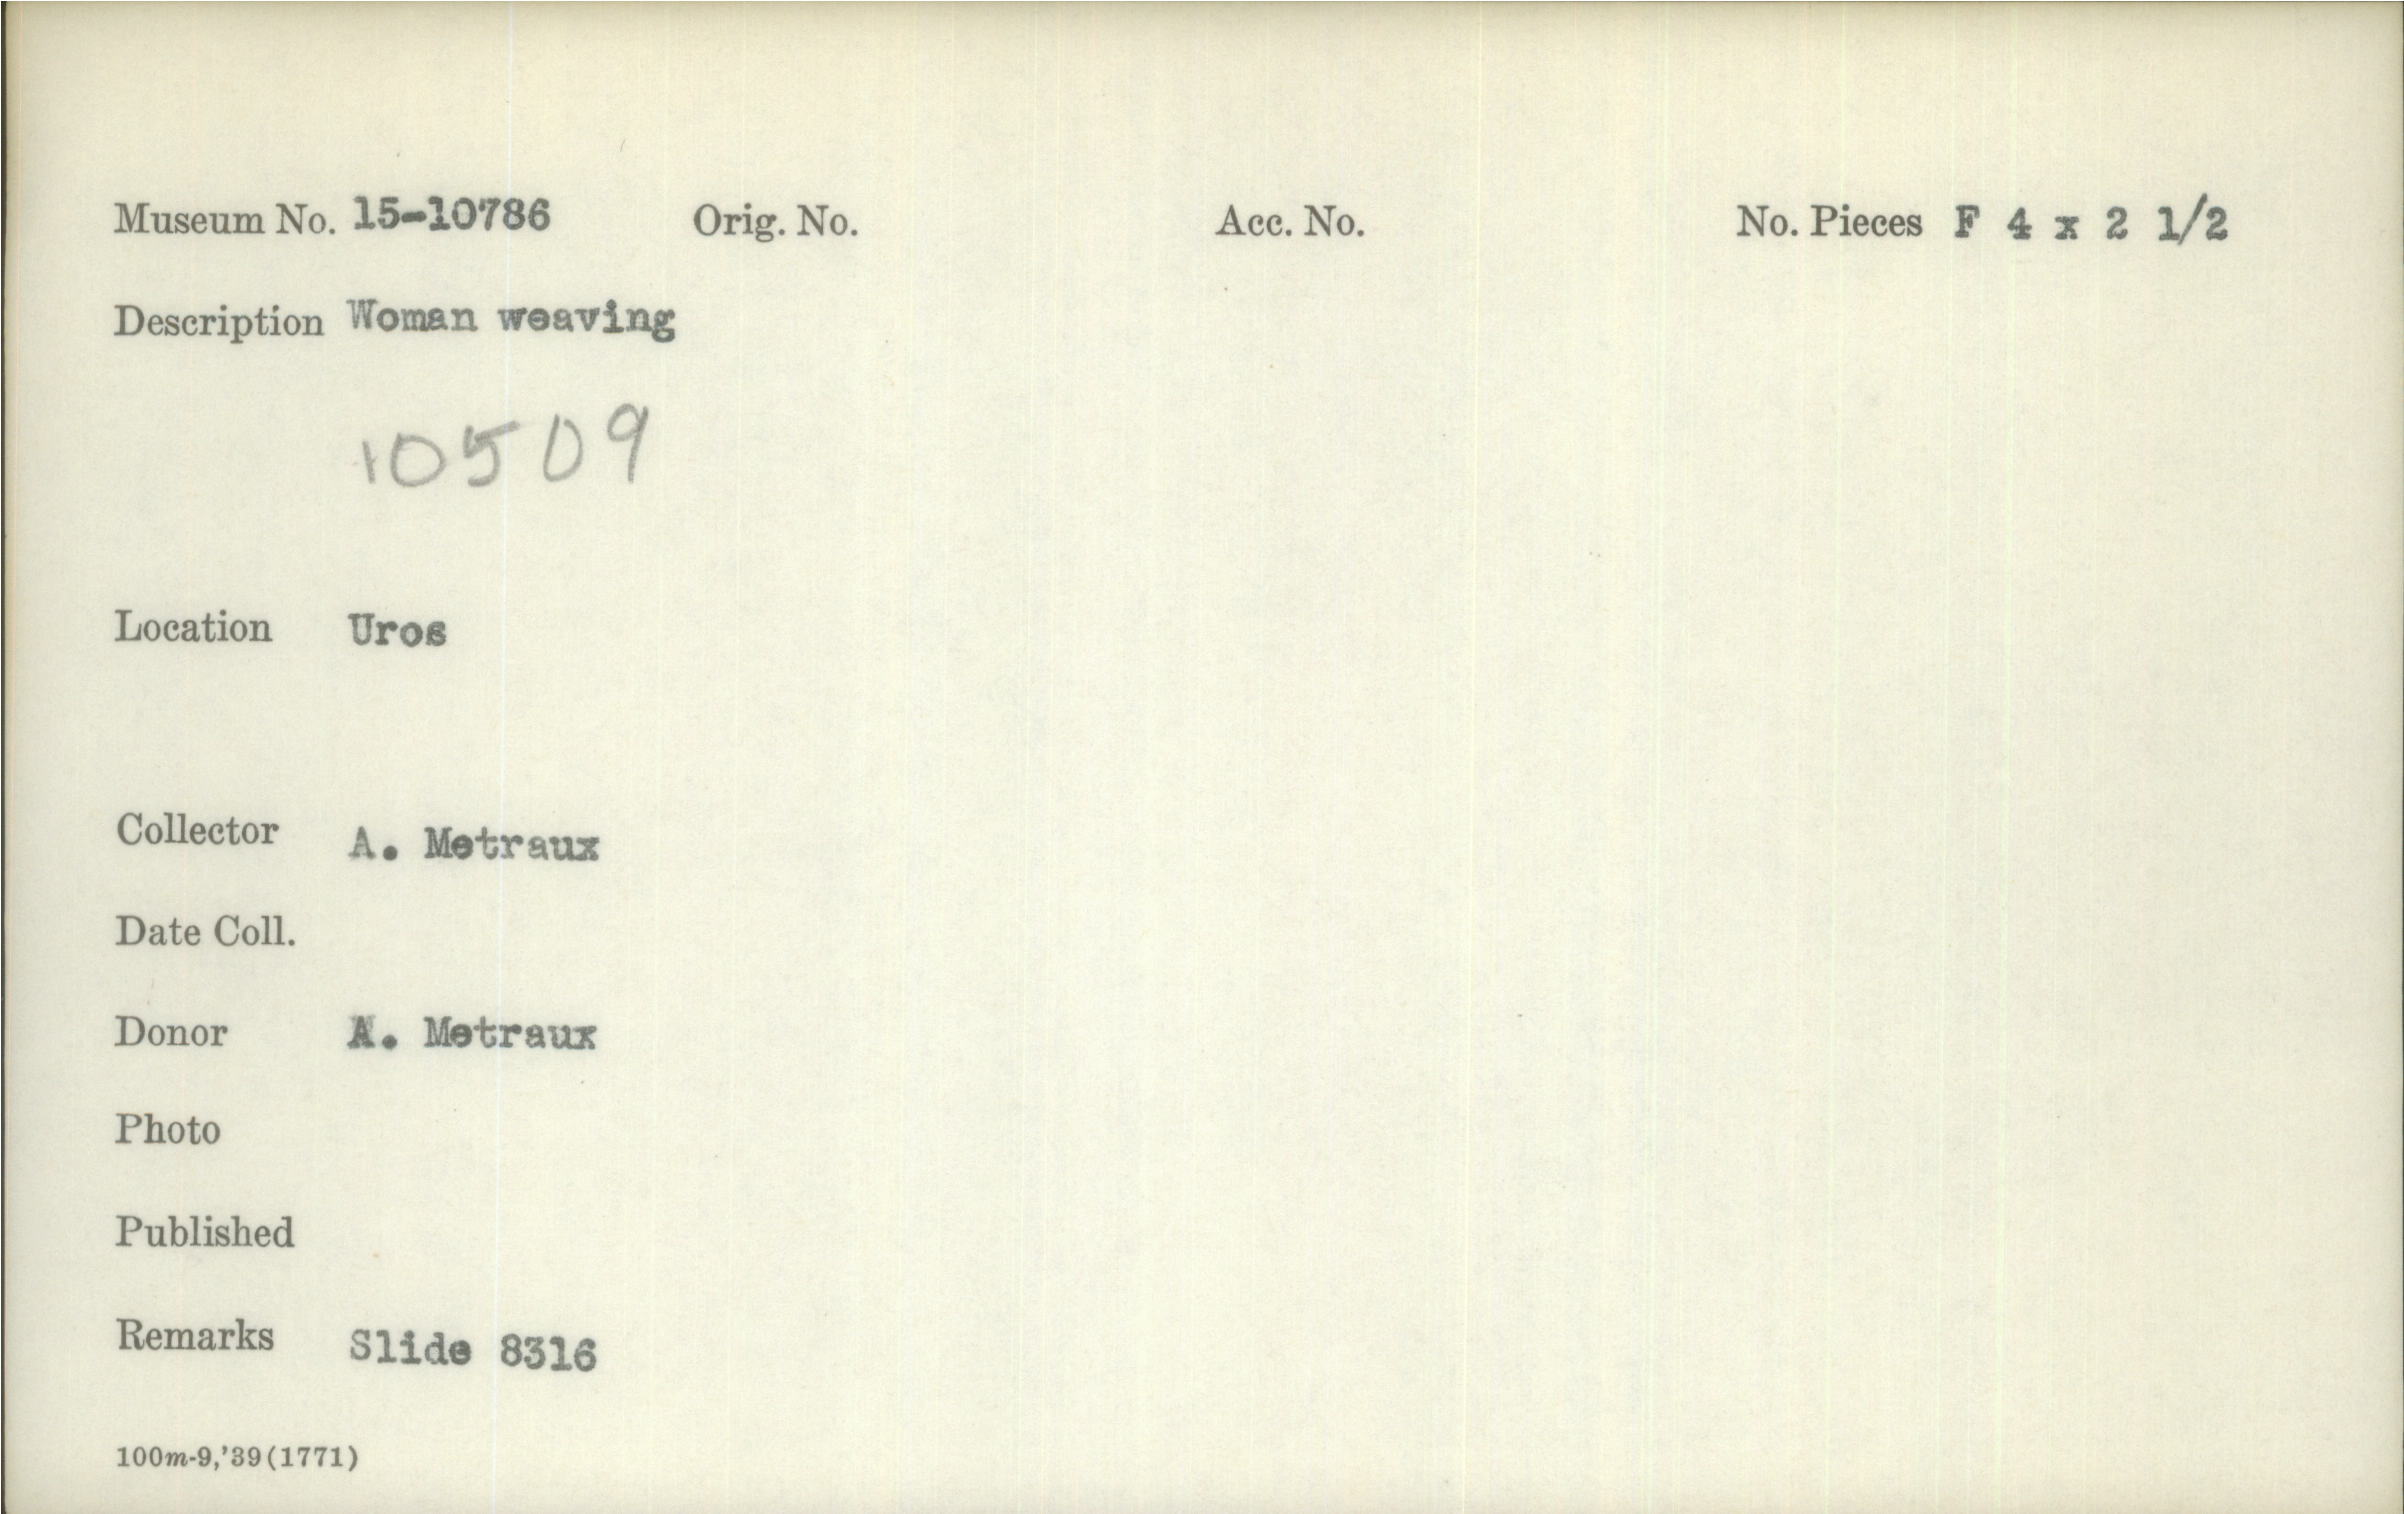 Museum No. 15-10786 Orig. No. Acc. No. No. Pieces F 4 x 2 1/2
Description Woman weaving
10509
Location Uros
Collector A. Metraux
Date Coll.
Donor A. Metraux
Photo
Published
Remarks Slide 8316
100m-9,'39(1771)